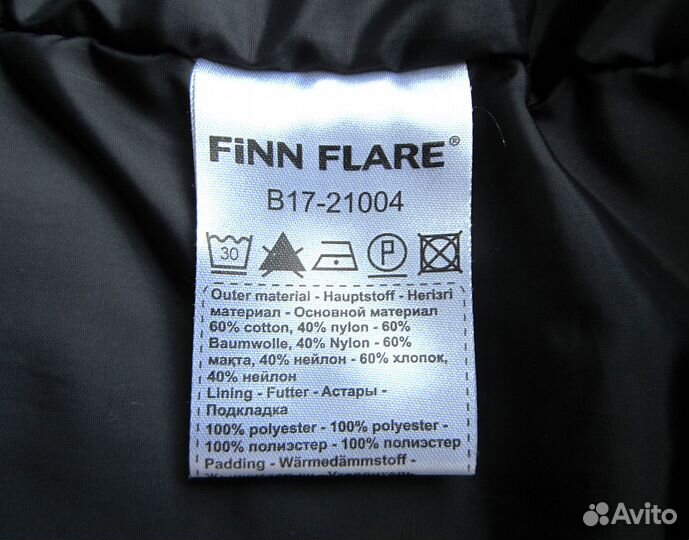 FiNN FLARE®
B17-21004
30
P
Outer material - Hauptstoff - Негізгі
материал - Основной материал
60% cotton, 40% nylon - 60%
Baumwolle, 40% Nylon - 60%
мақта, 40% нейлон - 60% хлопок,
40% нейлон
Lining - Futter - Астары -
Подкладка
100% polyester - 100% polyester -
100% полиэстер - 100% полиэстер
Padding - Wärmedämmstoff -
Avito